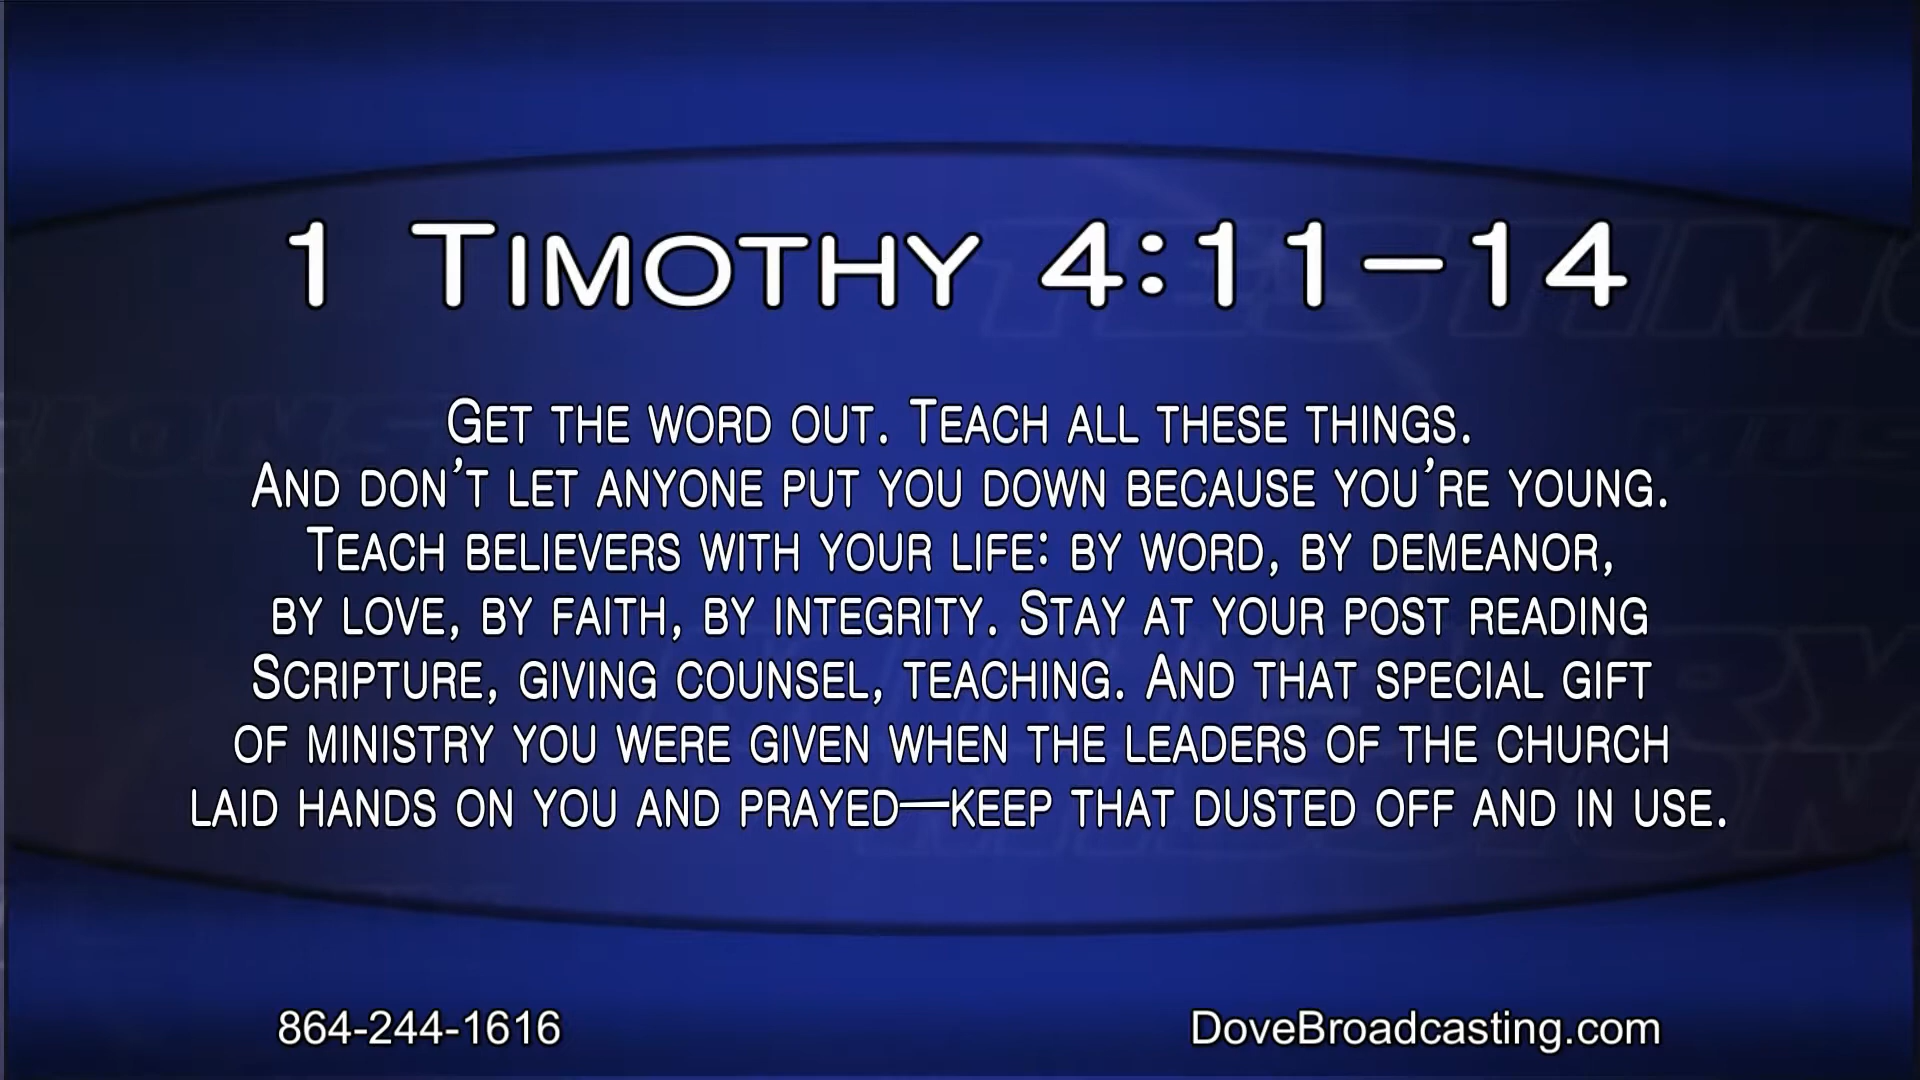 1 Timothy 4:11–14
Get the word out. Teach all these things.
And don't let anyone put you down because you're young.
Teach believers with your life: by word, by demeanor,
by love, by faith, by integrity. Stay at your post reading
Scripture, giving counsel, teaching. And that special gift
of ministry you were given when the leaders of the church
laid hands on you and prayed—keep that dusted off and in use.
864-244-1616
DoveBroadcasting.com